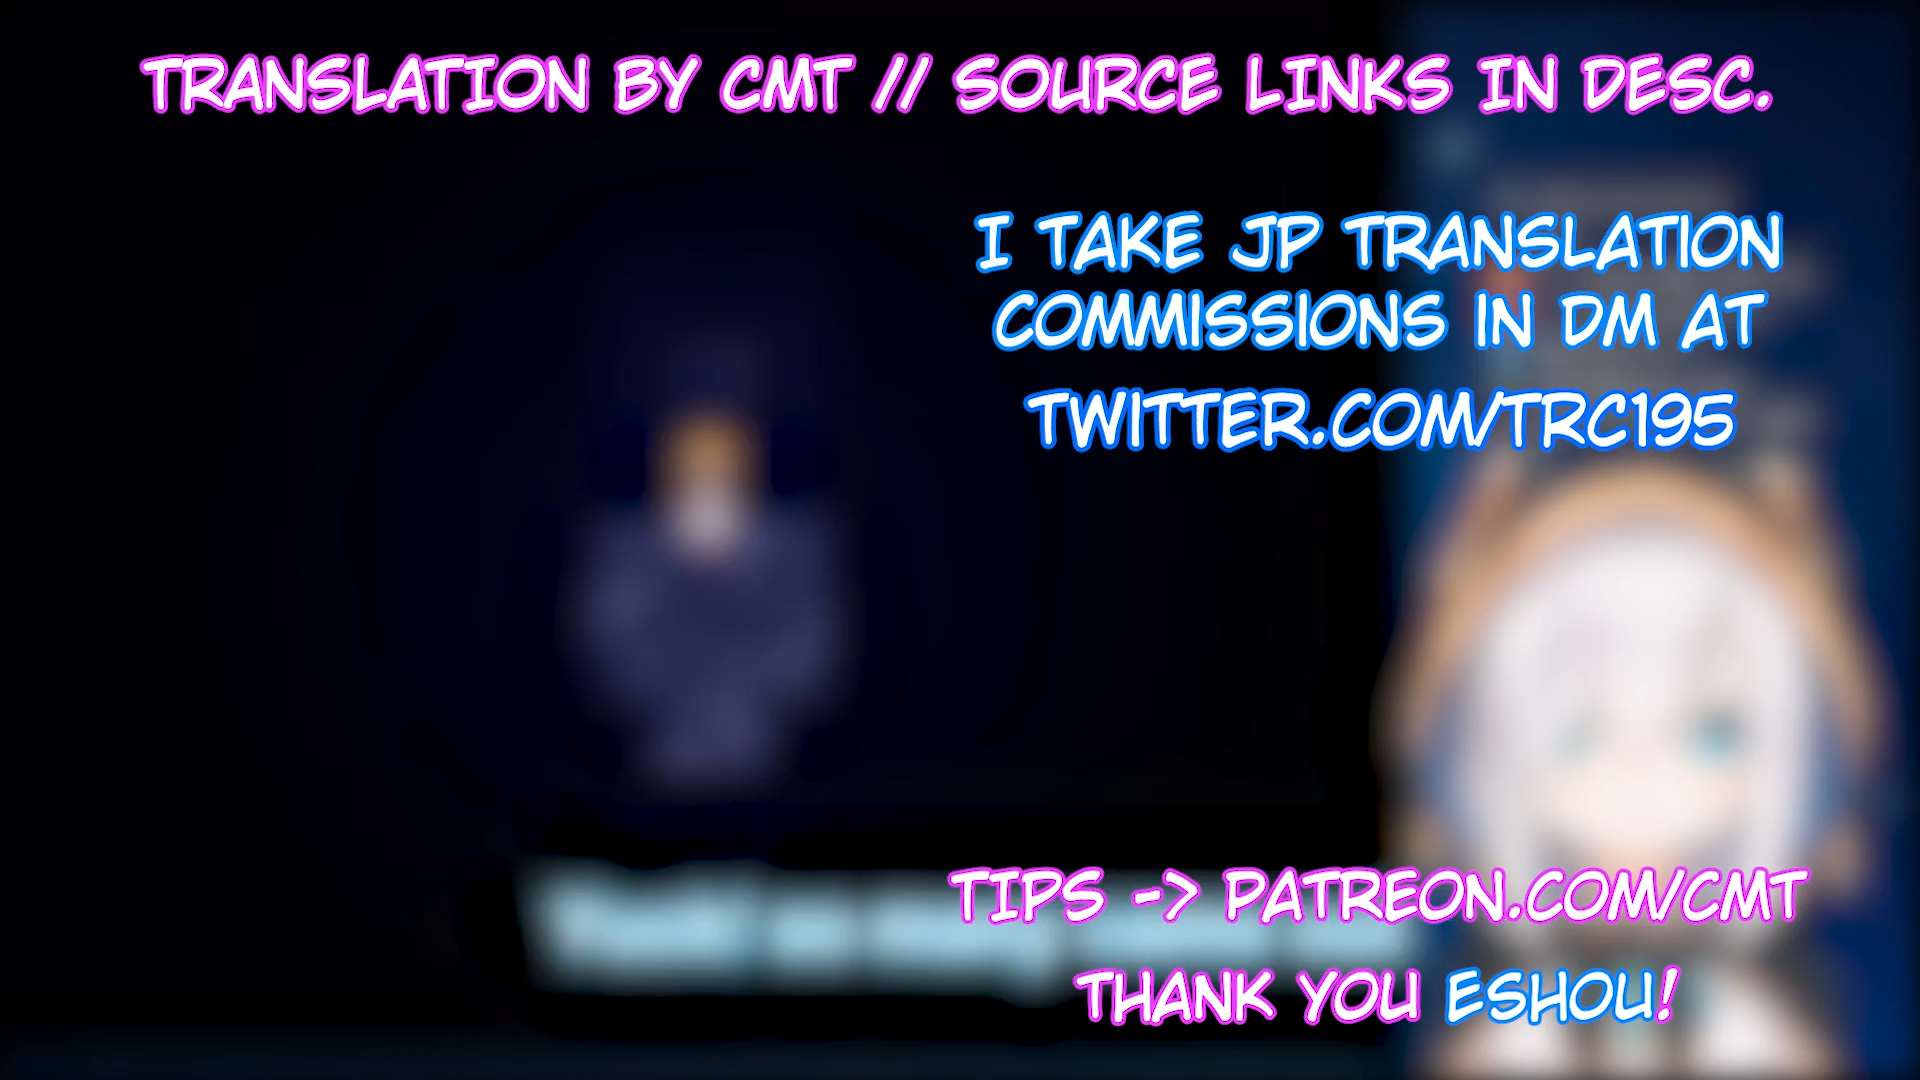 TRANSLATION BY CMT // SOURCE LINKS IN DESC.
I TAKE JP TRANSLATION
COMMISSIONS IN DM AT
TWITTER.COM/TRC195
TIPS -> PATREON.COM/CMT
THANK YOU ESHOU!